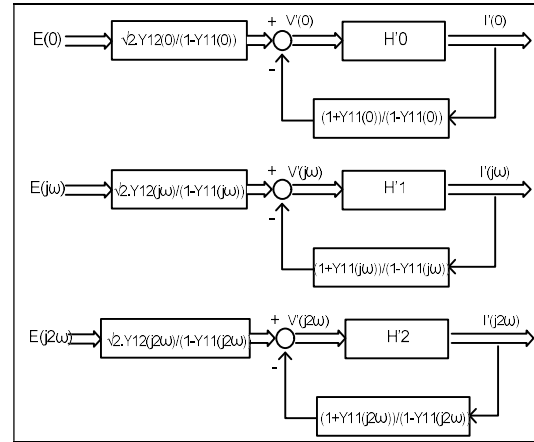 + V'(0) I'(0)
E(0) √2.Y12(0)/(1-Y11(0)) H'0
-
(1+Y11(0))/(1-Y11(0))
+ V'(jω) I'(jω)
E(jω) √2.Y12(jω)/(1-Y11(jω)) H'1
-
(1+Y11(jω))/(1-Y11(jω))
+ V'(j2ω) I'(j2ω)
E(j2ω) √2.Y12(j2ω)/(1-Y11(j2ω) H'2
-
(1+Y11(j2ω))/(1-Y11(j2ω))